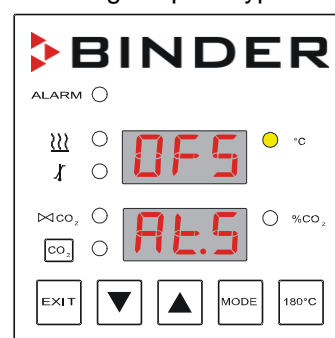 BINDER
ALARM
°C
OFS
CO₂
%CO₂
CO₂
At.S
EXIT
MODE
180°C